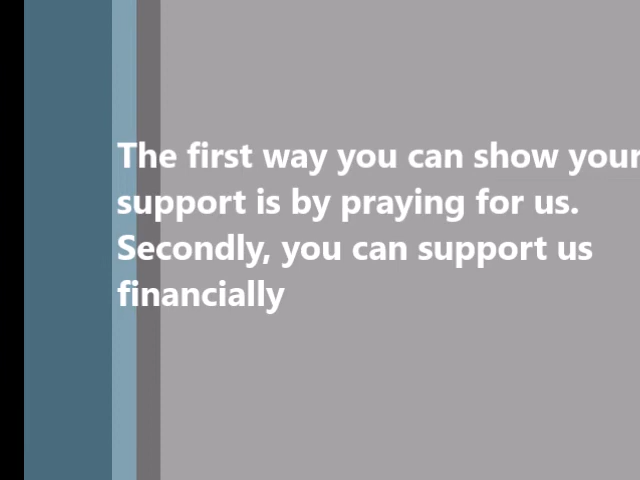 The first way you can show your
support is by praying for us.
Secondly, you can support us
financially